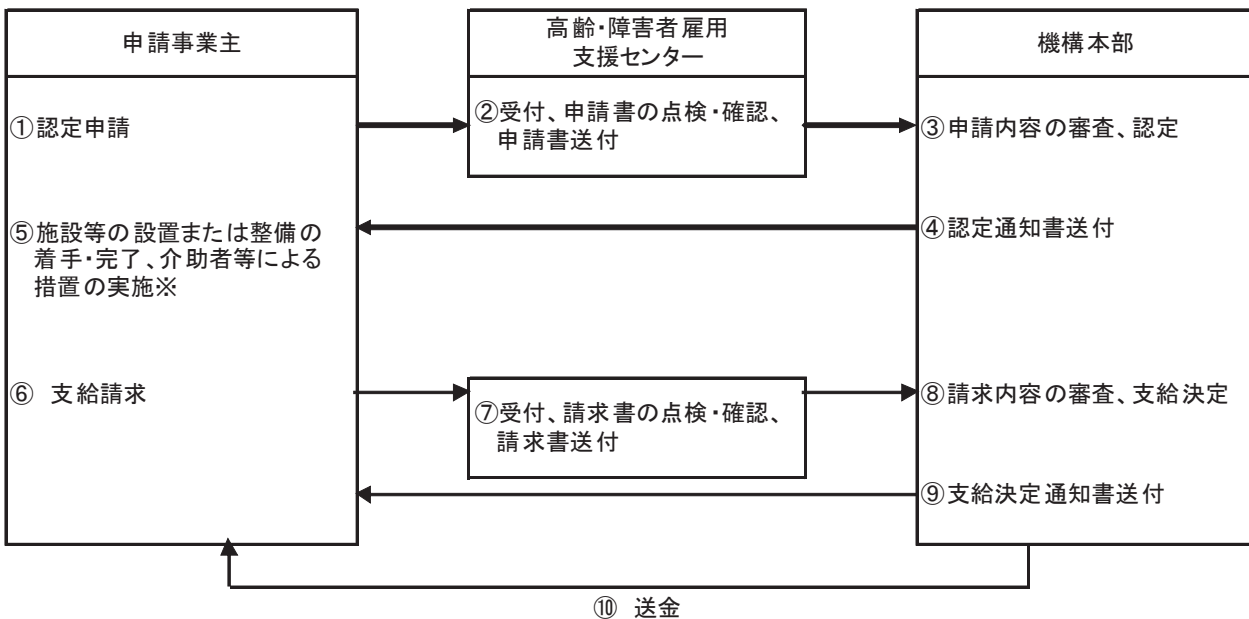 申請事業主
高齢・障害者雇用
支援センター
機構本部
①認定申請
②受付、申請書の点検・確認、
申請書送付
③申請内容の審査、認定
④認定通知書送付
⑤施設等の設置または整備の
着手・完了、介助者等による
措置の実施※
⑥ 支給請求
⑦受付、請求書の点検・確認、
請求書送付
⑧請求内容の審査、支給決定
⑨支給決定通知書送付
⑩ 送金